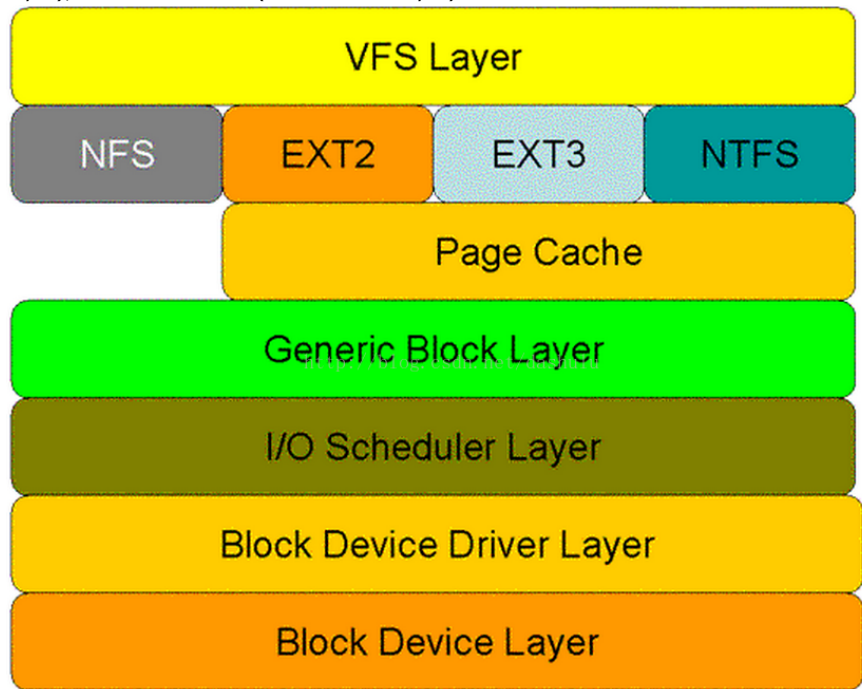 VFS Layer
NFS EXT2 EXT3 NTFS
Page Cache
Generic Block Layer
I/O Scheduler Layer
Block Device Driver Layer
Block Device Layer